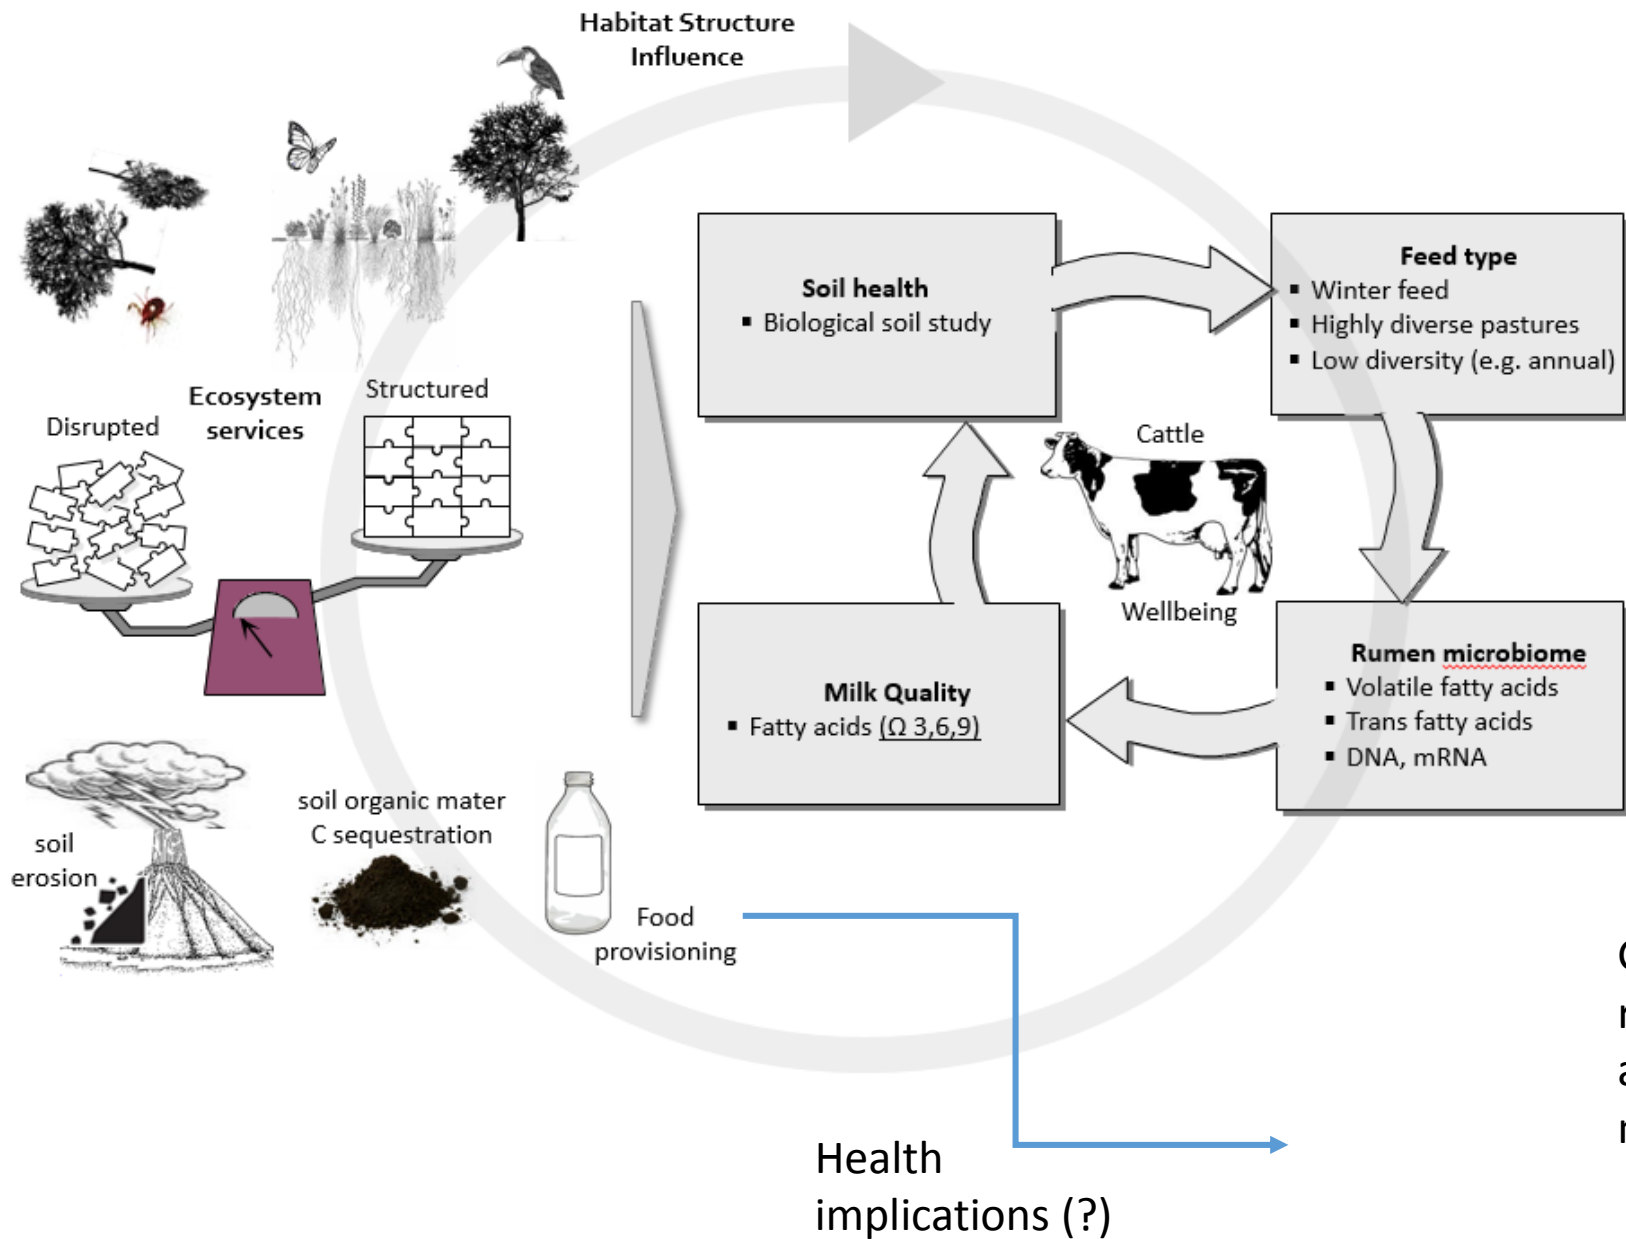 Habitat Structure
Influence
Ecosystem
services
Disrupted
Structured
Soil health
▪ Biological soil study
Feed type
▪ Winter feed
▪ Highly diverse pastures
▪ Low diversity (e.g. annual)
Cattle
Wellbeing
Rumen microbiome
▪ Volatile fatty acids
▪ Trans fatty acids
▪ DNA, mRNA
Milk Quality
▪ Fatty acids (Ω 3,6,9)
soil
erosion
soil organic mater
C sequestration
Food
provisioning
Health
implications (?)